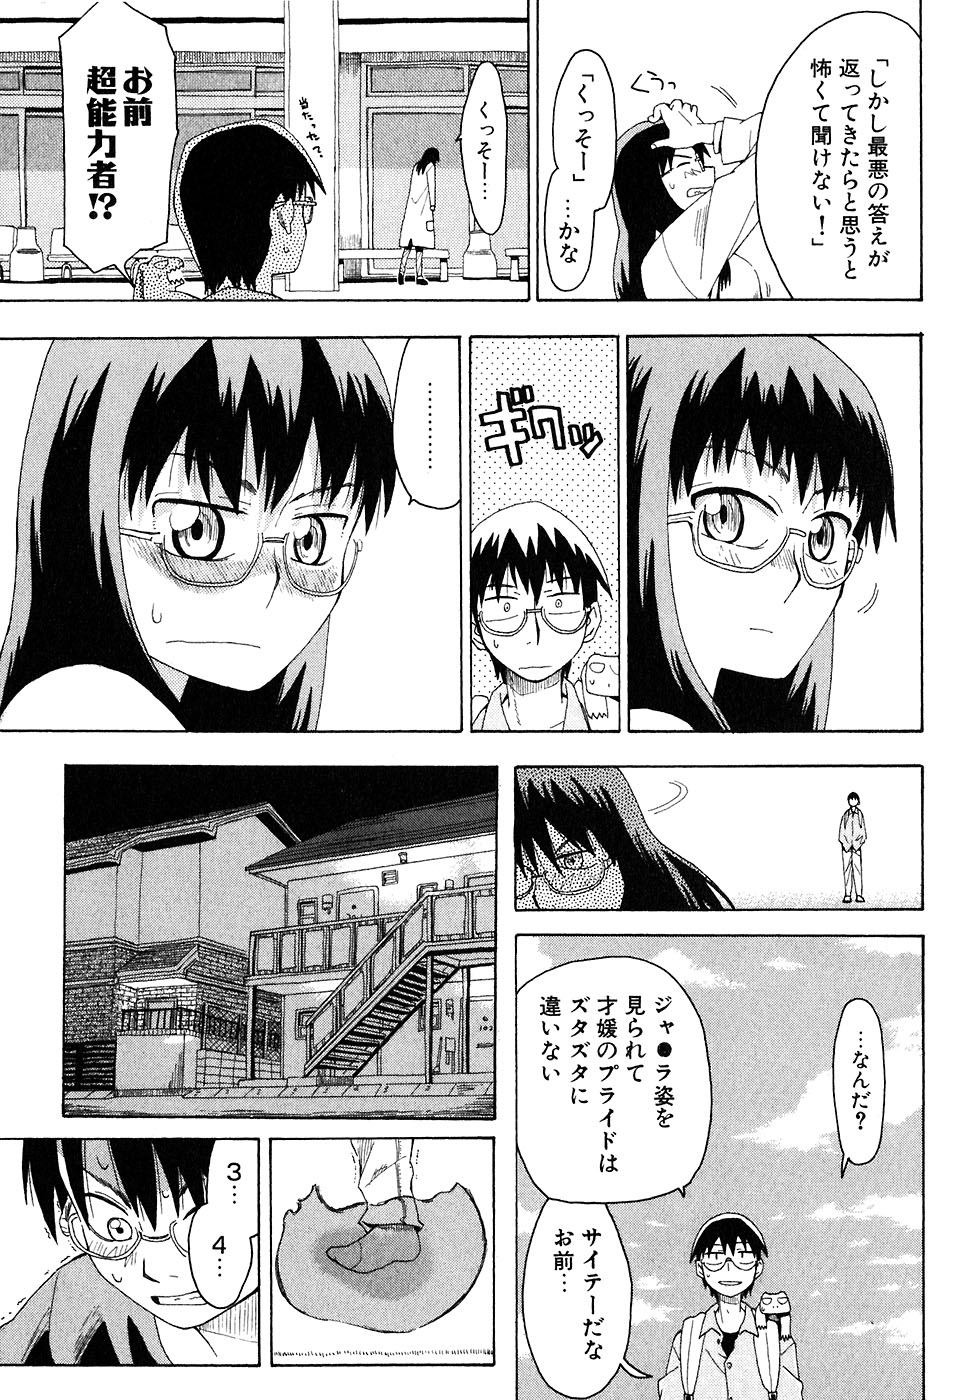 「しかし最悪の答えが
返ってきたらと思うと
怖くて聞けない！」
くうっ
「くっそー」
…かな
くっそー…
当たった？
お前
超能力者!?
ギクッ
…………
…なんだ？
ジャ●ラ姿を
見られて
才媛のプライドは
ズタズタに
違いない
サイテーだな
お前…
3…
4…